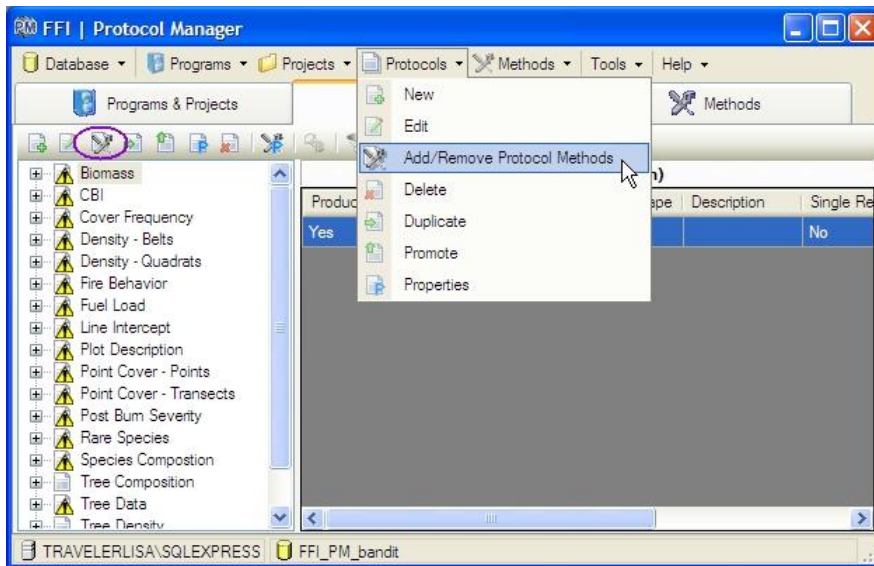 FFI | Protocol Manager
Database Programs Projects Protocols Methods Tools Help
Programs & Projects
Methods
New
Edit
Add/Remove Protocol Methods
Delete
Duplicate
Promote
Properties
Description Single Re
Yes No
Biomass
CBI
Cover Frequency
Density - Belts
Density - Quadrats
Fire Behavior
Fuel Load
Line Intercept
Plot Description
Point Cover - Points
Point Cover - Transects
Post Burn Severity
Rare Species
Species Compostion
Tree Composition
Tree Data
Tree Density
TRAVELERLISA\SQLEXPRESS FFI_PM_bandit